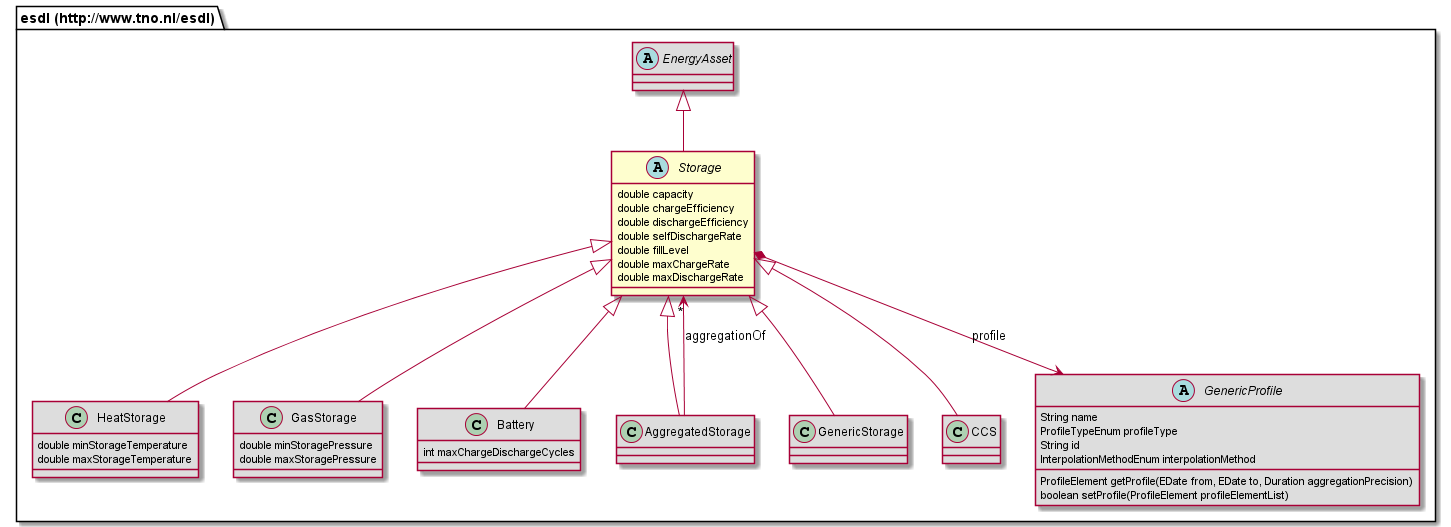 esdl (http://www.tno.nl/esdl)
A EnergyAsset
A Storage
double capacity
double chargeEfficiency
double dischargeEfficiency
double selfDischargeRate
double fillLevel
double maxChargeRate
double maxDischargeRate
*
aggregationOf
profile
C HeatStorage
double minStorageTemperature
double maxStorageTemperature
C GasStorage
double minStoragePressure
double maxStoragePressure
C Battery
int maxChargeDischargeCycles
C AggregatedStorage
C GenericStorage
C CCS
A GenericProfile
String name
ProfileTypeEnum profileType
String id
InterpolationMethodEnum interpolationMethod
ProfileElement getProfile(EDate from, EDate to, Duration aggregationPrecision)
boolean setProfile(ProfileElement profileElementList)